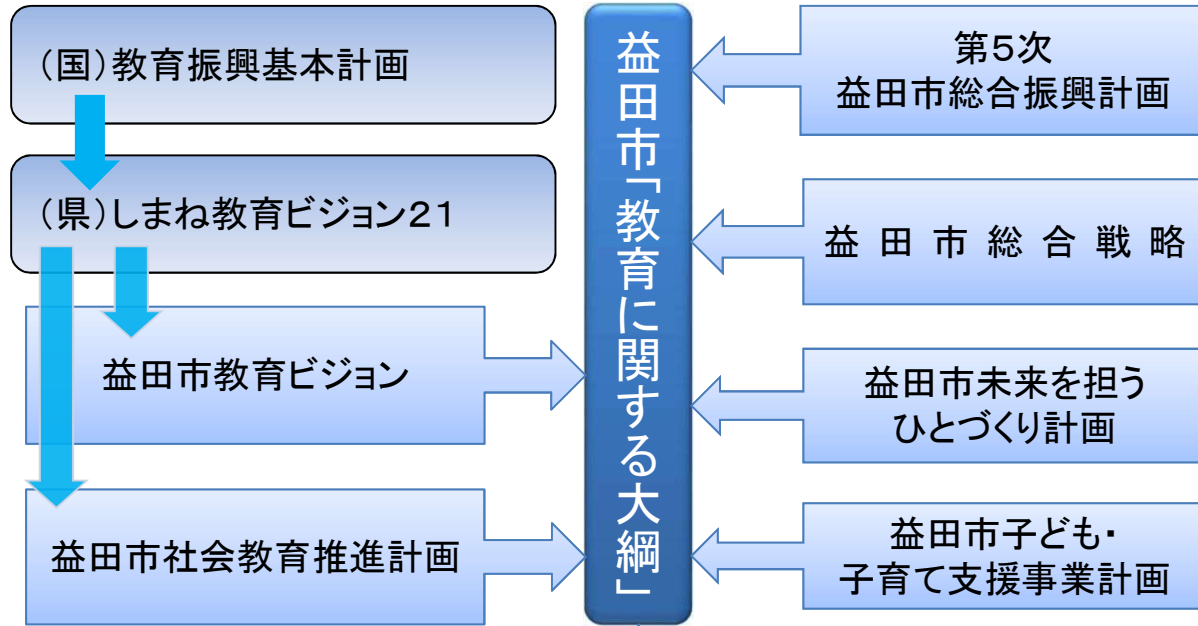 （国）教育振興基本計画
（県）しまね教育ビジョン２１
益田市教育ビジョン
益田市社会教育推進計画
益田市「教育に関する大綱」
第５次
益田市総合振興計画
益田市総合戦略
益田市未来を担う
ひとづくり計画
益田市子ども・
子育て支援事業計画